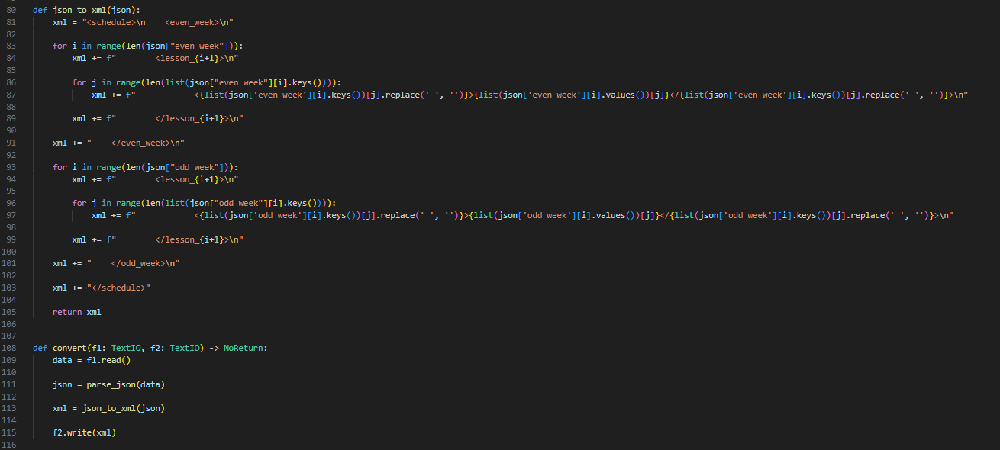 80 def json_to_xml(json):
81     xml = "<schedule>\n    <even_week>\n"
82
83     for i in range(len(json["even week"])):
84         xml += f"        <lesson_{i+1}>\n"
85
86         for j in range(len(list(json["even week"][i].keys()))):
87             xml += f"            <{list(json['even week'][i].keys())[j].replace(' ', '')}>{list(json['even week'][i].values())[j]}</{list(json['even week'][i].keys())[j].replace(' ', '')}>\n"
88
89         xml += f"        </lesson_{i+1}>\n"
90
91     xml += "    </even_week>\n"
92
93     for i in range(len(json["odd week"])):
94         xml += f"        <lesson_{i+1}>\n"
95
96         for j in range(len(list(json["odd week"][i].keys()))):
97             xml += f"            <{list(json['odd week'][i].keys())[j].replace(' ', '')}>{list(json['odd week'][i].values())[j]}</{list(json['odd week'][i].keys())[j].replace(' ', '')}>\n"
98
99         xml += f"        </lesson_{i+1}>\n"
100
101     xml += "    </odd_week>\n"
102
103     xml += "</schedule>"
104
105     return xml
106
107
108 def convert(f1: TextIO, f2: TextIO) -> NoReturn:
109     data = f1.read()
110
111     json = parse_json(data)
112
113     xml = json_to_xml(json)
114
115     f2.write(xml)
116